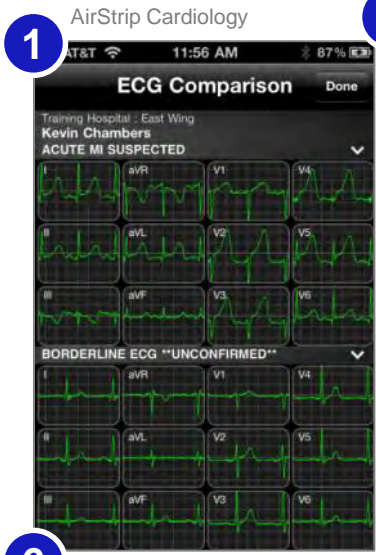 AirStrip Cardiology
1
AT&T 11:56 AM 87%
ECG Comparison Done
Training Hospital : East Wing
Kevin Chambers
ACUTE MI SUSPECTED
I aVR V1 V4
II aVL V2 V5
III aVF V3 V6
BORDERLINE ECG **UNCONFIRMED**
I aVR V1 V4
II aVL V2 V5
III aVF V3 V6